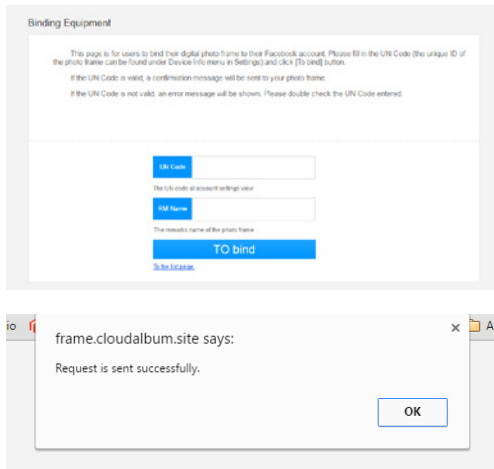 Binding Equipment
This page is for users to bind their digital photo frame to their Facebook account. Please fill in the UN Code (the unique ID of
the photo frame can be found under Device Info menu in Settings) and click [To bind] button.
If the UN Code is valid, a confirmation message will be sent to your photo frame.
If the UN Code is not valid, an error message will be shown. Please double check the UN Code entered.
UN Code
The UN code at account settings view
RM Name
The remarks name of the photo frame
TO bind
To the list page.
io
A
frame.cloudalbum.site says:
×
Request is sent successfully.
OK